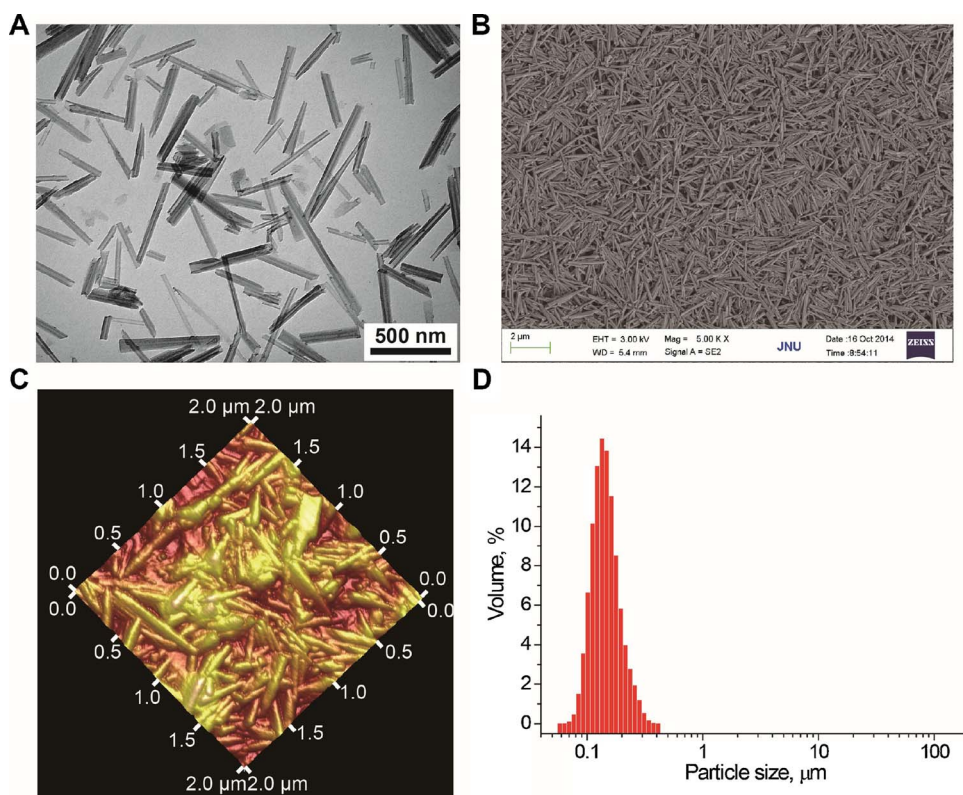 A
500 nm
B
2 µm
EHT = 3.00 kV
WD = 5.4 mm
Mag = 5.00 K X
Signal A = SE2
JNU
Date :16 Oct 2014
Time :8:54:11
ZEISS
C
2.0 µm 2.0 µm
1.5 1.5
1.0 1.0
0.5 0.5
0.0 0.0
0.0 0.0
0.5 0.5
1.0 1.0
1.5 1.5
2.0 µm 2.0 µm
D
Volume, %
14
12
10
8
6
4
2
0
0.1 1 10 100
Particle size, µm